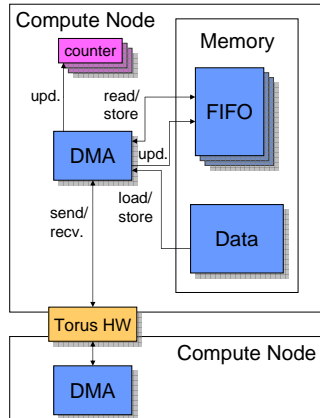 Compute Node
Memory
counter
upd.
read/
store
FIFO
DMA
upd.
send/
recv.
load/
store
Data
Torus HW
Compute Node
DMA